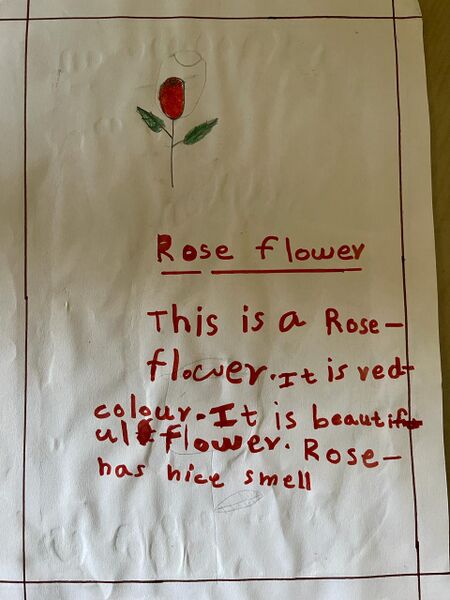 Rose flower
This is a Rose-
flower. It is red-
colour. It is beautif
ul flower. Rose-
has nice smell